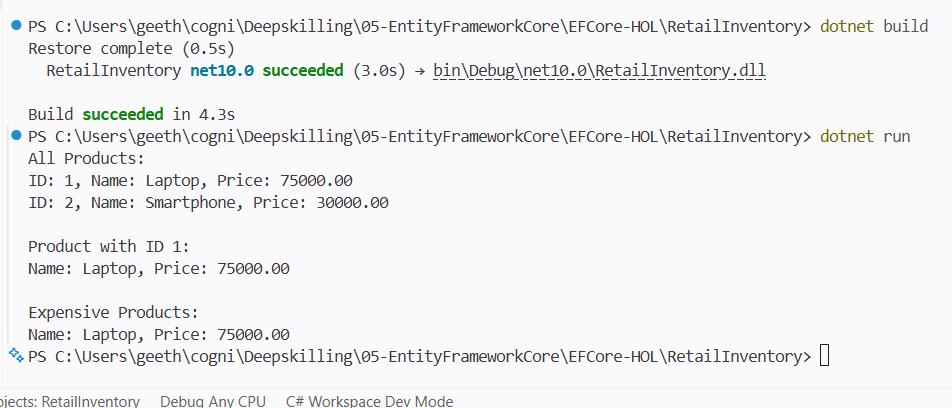 PS C:\Users\geeth\cogni\Deepskilling\05-EntityFrameworkCore\EFCore-HOL\RetailInventory> dotnet build
Restore complete (0.5s)
RetailInventory net10.0 succeeded (3.0s) → bin\Debug\net10.0\RetailInventory.dll
Build succeeded in 4.3s
PS C:\Users\geeth\cogni\Deepskilling\05-EntityFrameworkCore\EFCore-HOL\RetailInventory> dotnet run
All Products:
ID: 1, Name: Laptop, Price: 75000.00
ID: 2, Name: Smartphone, Price: 30000.00
Product with ID 1:
Name: Laptop, Price: 75000.00
Expensive Products:
Name: Laptop, Price: 75000.00
PS C:\Users\geeth\cogni\Deepskilling\05-EntityFrameworkCore\EFCore-HOL\RetailInventory>
ojects: RetailInventory Debug Any CPU C# Workspace Dev Mode